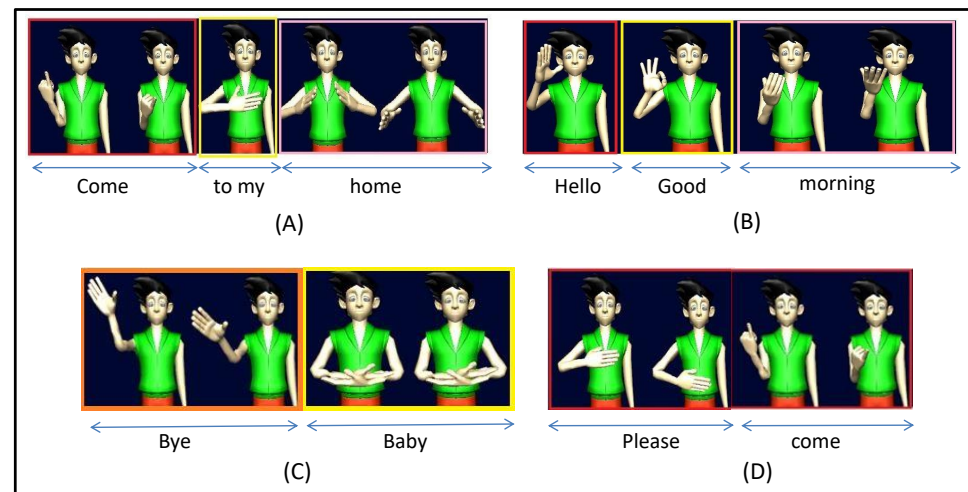 Come to my home
(A)
Hello Good morning
(B)
Bye Baby
(C)
Please come
(D)